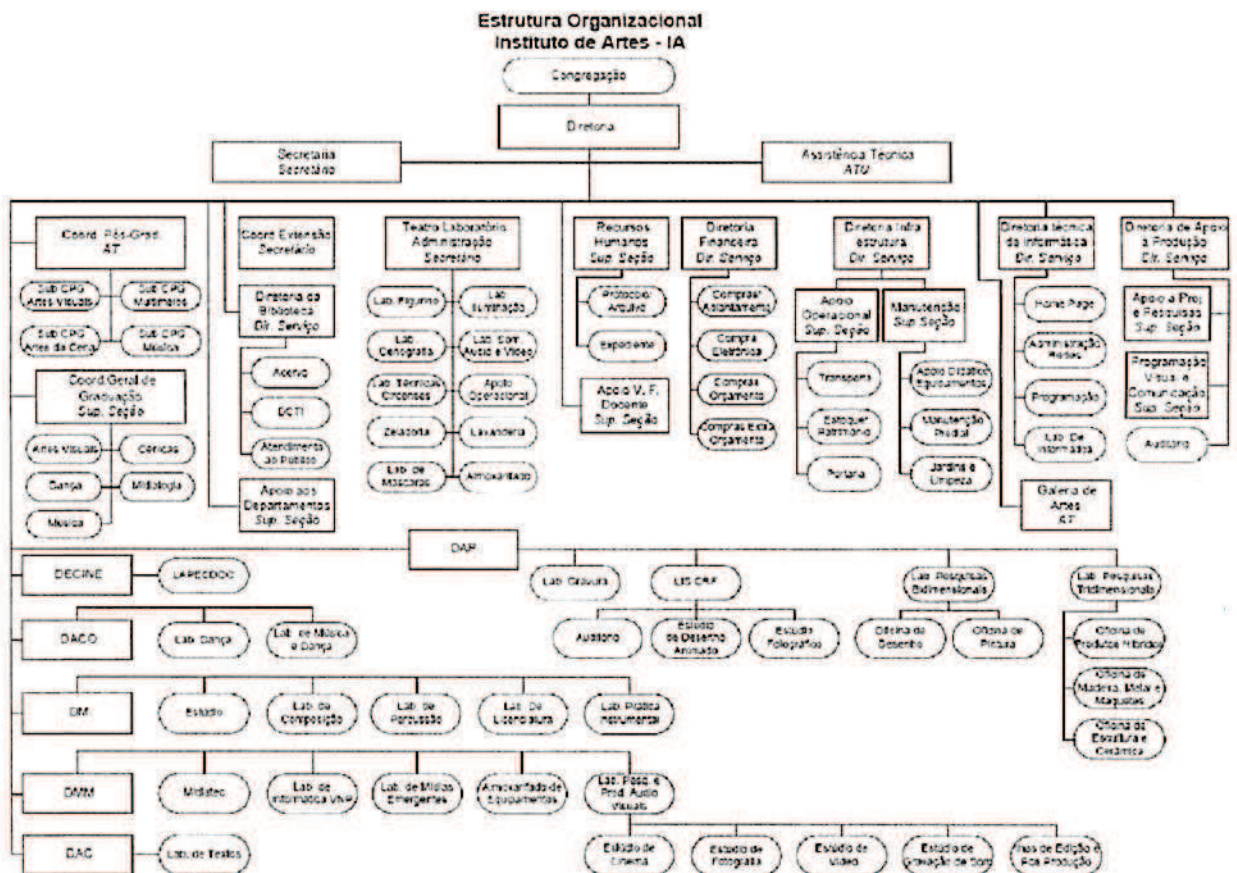 Estrutura Organizacional
Instituto de Artes - IA
Congregação
Diretoria
Secretaria
Secretário
Assistência Técnica
ATU
Coord. Pós-Grad.
AT
Sub CPG
Artes Visuais
Sub CPG
Multimeios
Sub CPG
Artes da Cena
Sub CPG
Música
Coord.Geral de
Graduação
Sup. Seção
Artes Visuais
Cênicas
Dança
Midialogia
Música
Coord Extensão
Secretário
Diretoria da
Biblioteca
Dir. Serviço
Acervo
DCTI
Atendimento
ao Público
Apoio aos
Departamentos
Sup. Seção
Teatro Laboratório
Administração
Secretário
Lab. Figurino
Lab.
Iluminação
Lab.
Cenografia
Lab. Som,
Áudio e Vídeo
Lab. Técnicas
Circenses
Apoio
Operacional
Zeladoria
Lavanderia
Lab. de
Máscaras
Almoxarifado
Recursos
Humanos
Sup. Seção
Protocolo/
Arquivo
Expediente
Apoio V. F.
Docente
Sup. Seção
Diretoria
Financeira
Dir. Serviço
Compras/
Adiantamento
Compra
Eletrônica
Compras
Orçamento
Compras Extra
Orçamento
Diretoria Infra
estrutura
Dir. Serviço
Apoio
Operacional
Sup. Seção
Transporte
Estoque/
Patrimônio
Portaria
Manutenção
Sup. Seção
Apoio Didático
Equipamentos
Manutenção
Predial
Jardins e
Limpeza
Diretoria técnica
da Informática
Dir. Serviço
Home Page
Administração
Redes
Programação
Lab. De
Informática
Galeria de
Artes
AT
Diretoria de Apoio
a Produção
Dir. Serviço
Apoio a Proj.
e Pesquisas
Sup. Seção
Programação
Visual e
Comunicação
Sup. Seção
Auditório
DAP
Lab. Gravura
LIS CRF
Auditório
Estúdio
de Desenho
Animado
Estúdio
Fotográfico
Lab. Pesquisas
Bidimensionais
Oficina de
Desenho
Oficina de
Pintura
Lab. Pesquisas
Tridimensionais
Oficina de
Produtos Híbridos
Oficina de
Madeira, Metal e
Maquetes
Oficina de
Escultura e
Cerâmica
DECINE
LAPECDOC
DACO
Lab. Dança
Lab. de Música
e Dança
DM
Estúdio
Lab. de
Composição
Lab. de
Percussão
Lab. De
Licenciatura
Lab. Prática
Instrumental
DMM
Midiatec
Lab. de
Informática
Lab. de Mídias
Emergentes
Almoxarifado de
Equipamentos
Lab. Pesq. e
Prod. Áudio
Visuais
Estúdio de
Cinema
Estúdio de
Fotografia
Estúdio de
Vídeo
Estúdio de
Gravação de Som
Ilhas de Edição e
Pós Produção
DAC
Lab. de Textos